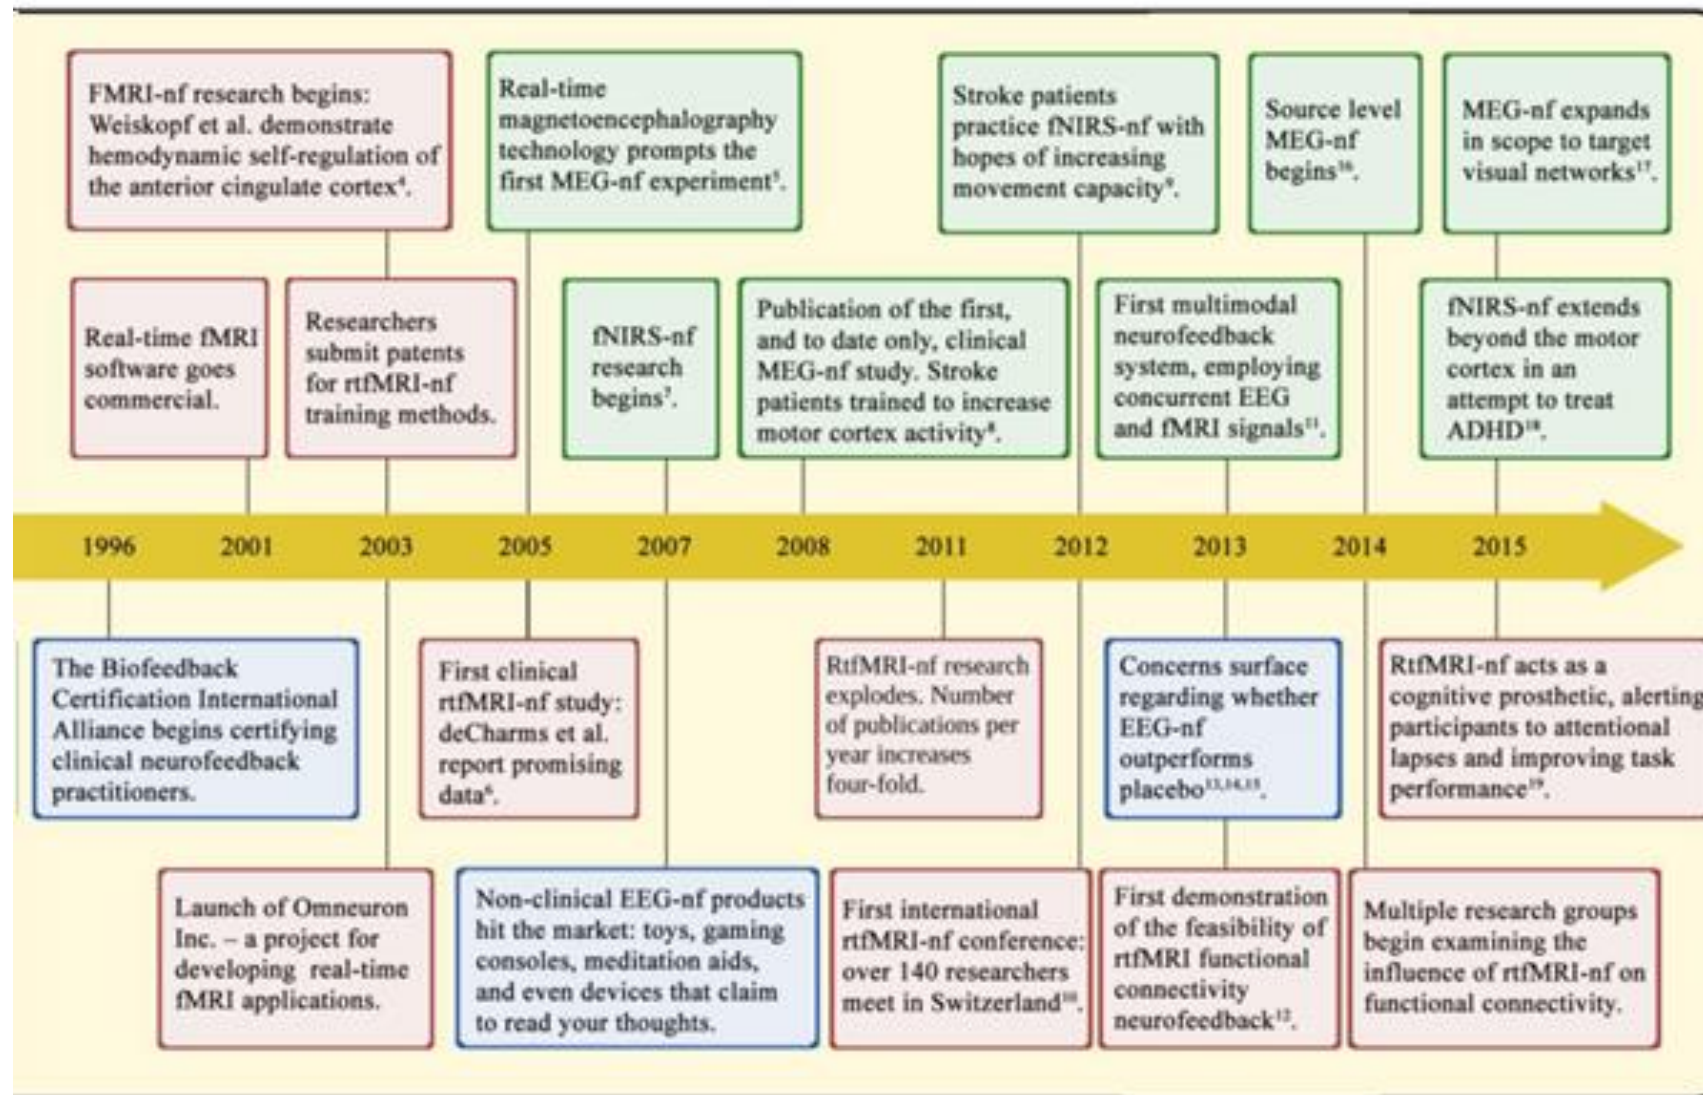 FMRI-nf research begins:
Weiskopf et al. demonstrate
hemodynamic self-regulation of
the anterior cingulate cortex⁴.
Real-time
magnetoencephalography
technology prompts the
first MEG-nf experiment⁵.
Stroke patients
practice fNIRS-nf with
hopes of increasing
movement capacity⁹.
Source level
MEG-nf
begins¹⁶.
MEG-nf expands
in scope to target
visual networks¹⁷.
Real-time fMRI
software goes
commercial.
Researchers
submit patents
for rtfMRI-nf
training methods.
fNIRS-nf
research
begins⁷.
Publication of the first,
and to date only, clinical
MEG-nf study. Stroke
patients trained to increase
motor cortex activity⁸.
First multimodal
neurofeedback
system, employing
concurrent EEG
and fMRI signals¹¹.
fNIRS-nf extends
beyond the motor
cortex in an
attempt to treat
ADHD¹⁸.
1996 2001 2003 2005 2007 2008 2011 2012 2013 2014 2015
The Biofeedback
Certification International
Alliance begins certifying
clinical neurofeedback
practitioners.
First clinical
rtfMRI-nf study:
deCharms et al.
report promising
data⁶.
RtfMRI-nf research
explodes. Number
of publications per
year increases
four-fold.
Concerns surface
regarding whether
EEG-nf
outperforms
placebo¹³,¹⁴,¹⁵.
RtfMRI-nf acts as a
cognitive prosthetic, alerting
participants to attentional
lapses and improving task
performance¹⁹.
Launch of Omneuron
Inc. – a project for
developing real-time
fMRI applications.
Non-clinical EEG-nf products
hit the market: toys, gaming
consoles, meditation aids,
and even devices that claim
to read your thoughts.
First international
rtfMRI-nf conference:
over 140 researchers
meet in Switzerland¹⁰.
First demonstration
of the feasibility of
rtfMRI functional
connectivity
neurofeedback¹².
Multiple research groups
begin examining the
influence of rtfMRI-nf on
functional connectivity.